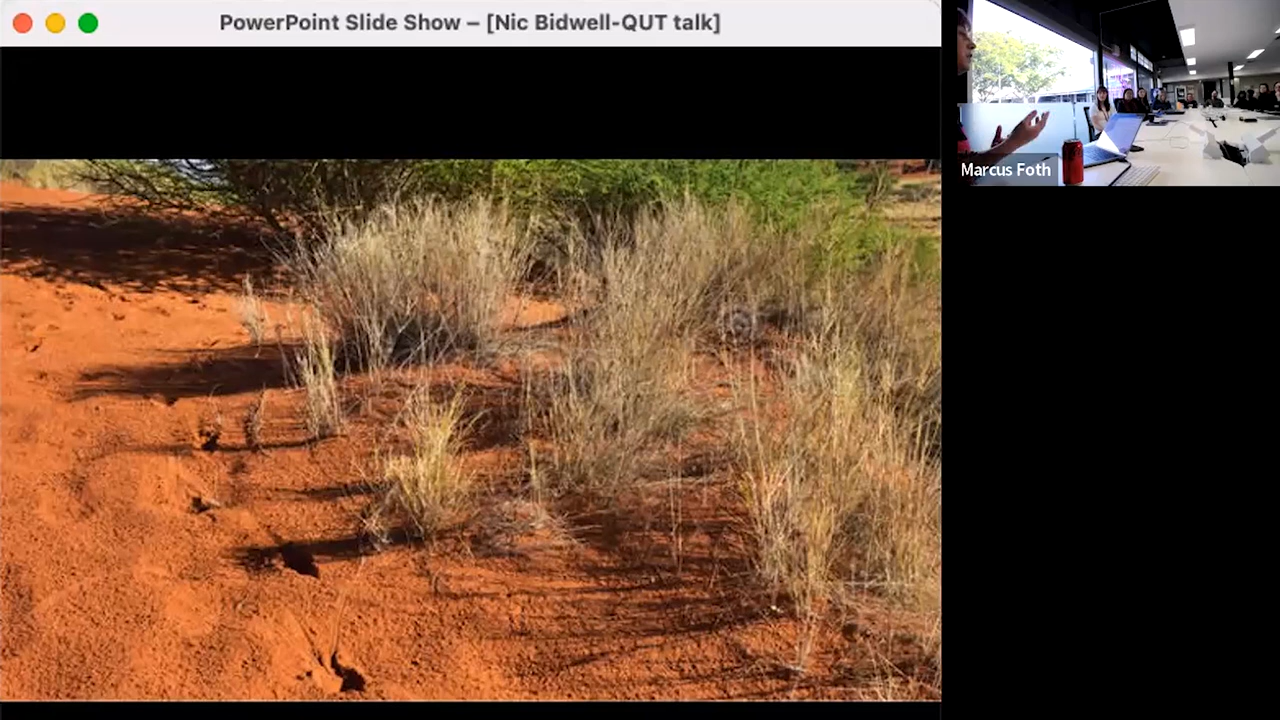 PowerPoint Slide Show – [Nic Bidwell-QUT talk]
Marcus Foth